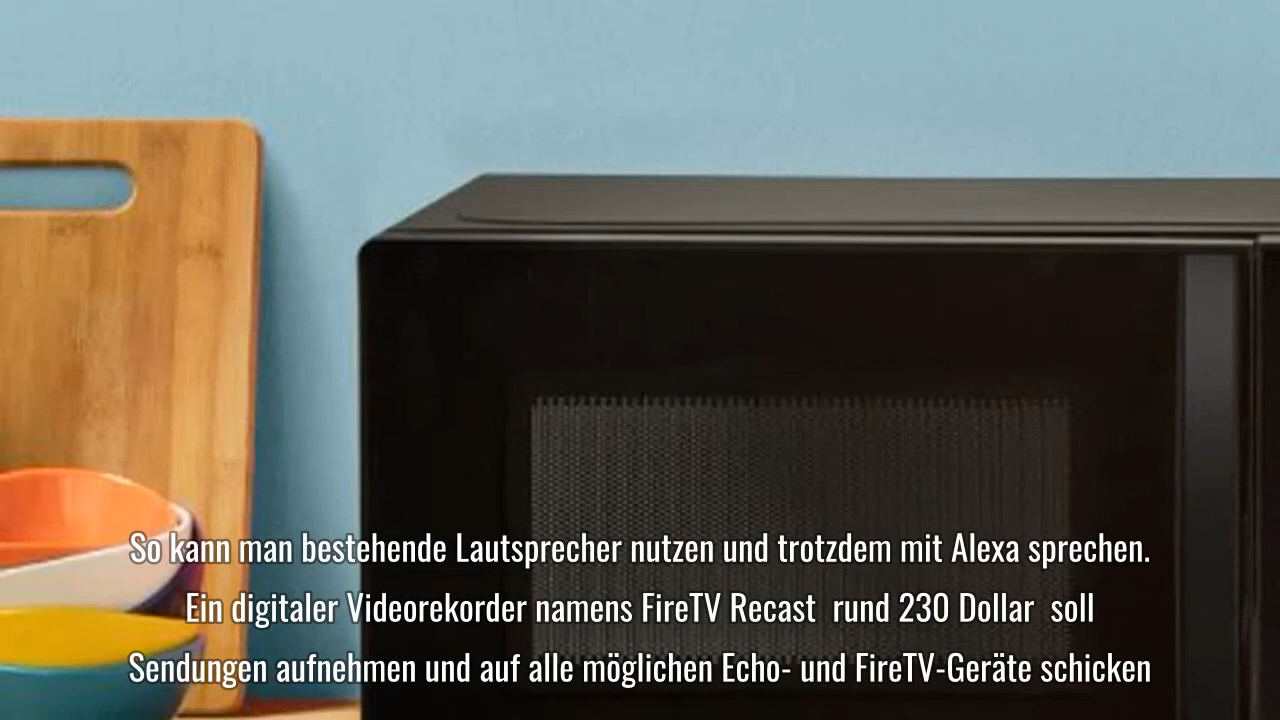 So kann man bestehende Lautsprecher nutzen und trotzdem mit Alexa sprechen.
Ein digitaler Videorekorder namens FireTV Recast  rund 230 Dollar  soll
Sendungen aufnehmen und auf alle möglichen Echo- und FireTV-Geräte schicken